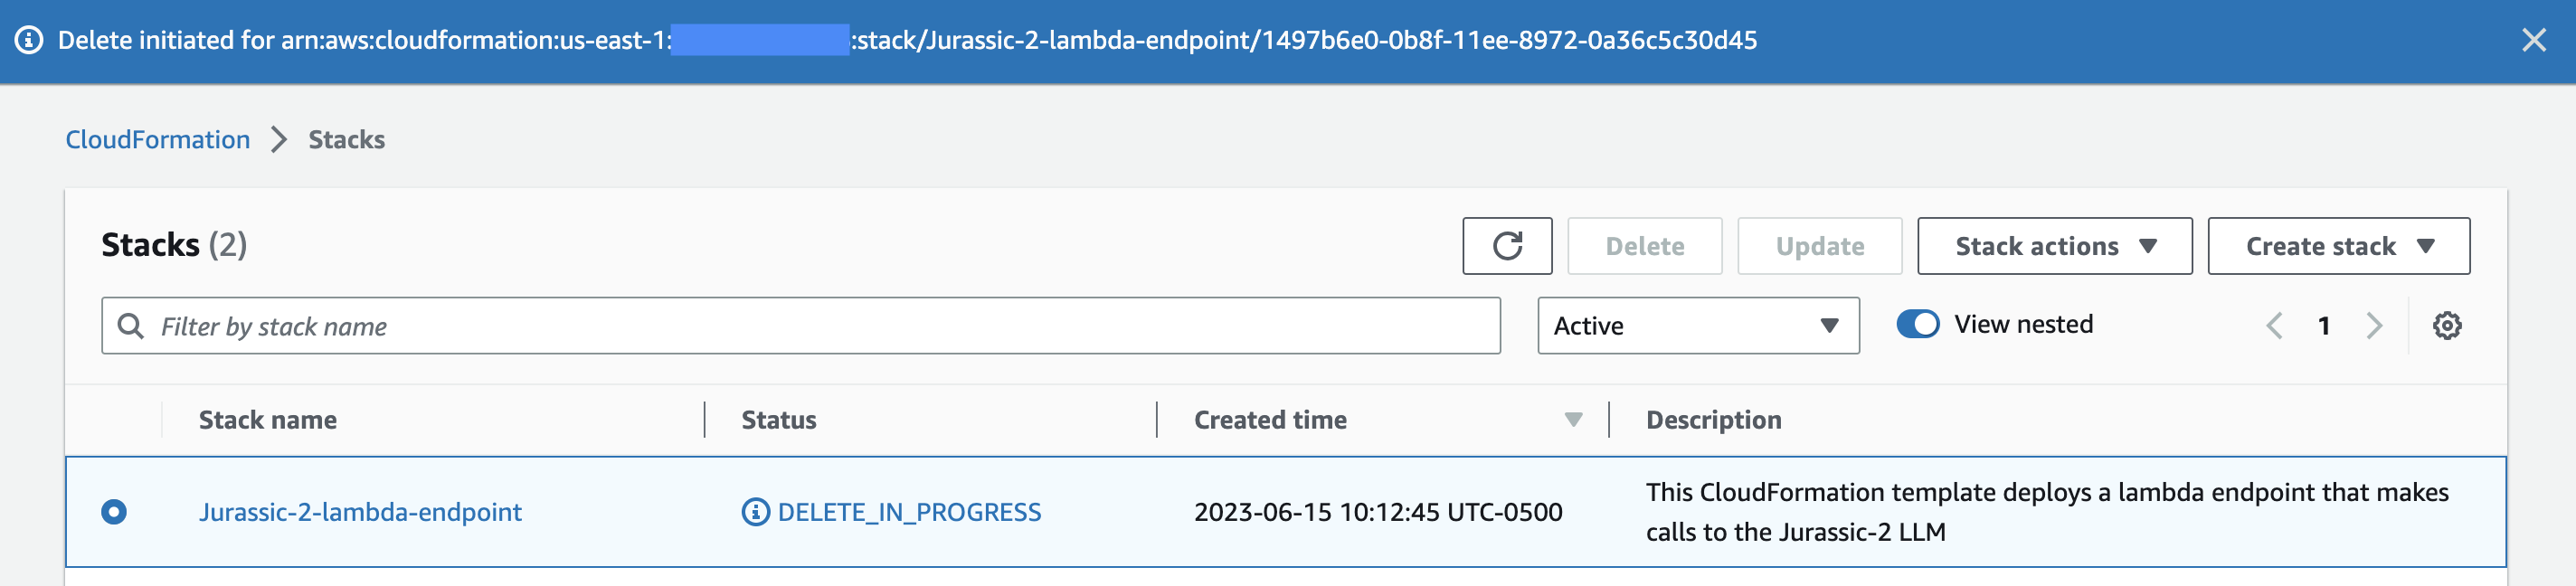 Delete initiated for arn:aws:cloudformation:us-east-1: :stack/Jurassic-2-lambda-endpoint/1497b6e0-0b8f-11ee-8972-0a36c5c30d45
CloudFormation Stacks
Stacks (2)
Delete
Update
Stack actions
Create stack
Filter by stack name
Active
View nested
1
Stack name
Status
Created time
Description
Jurassic-2-lambda-endpoint
DELETE_IN_PROGRESS
2023-06-15 10:12:45 UTC-0500
This CloudFormation template deploys a lambda endpoint that makes
calls to the Jurassic-2 LLM